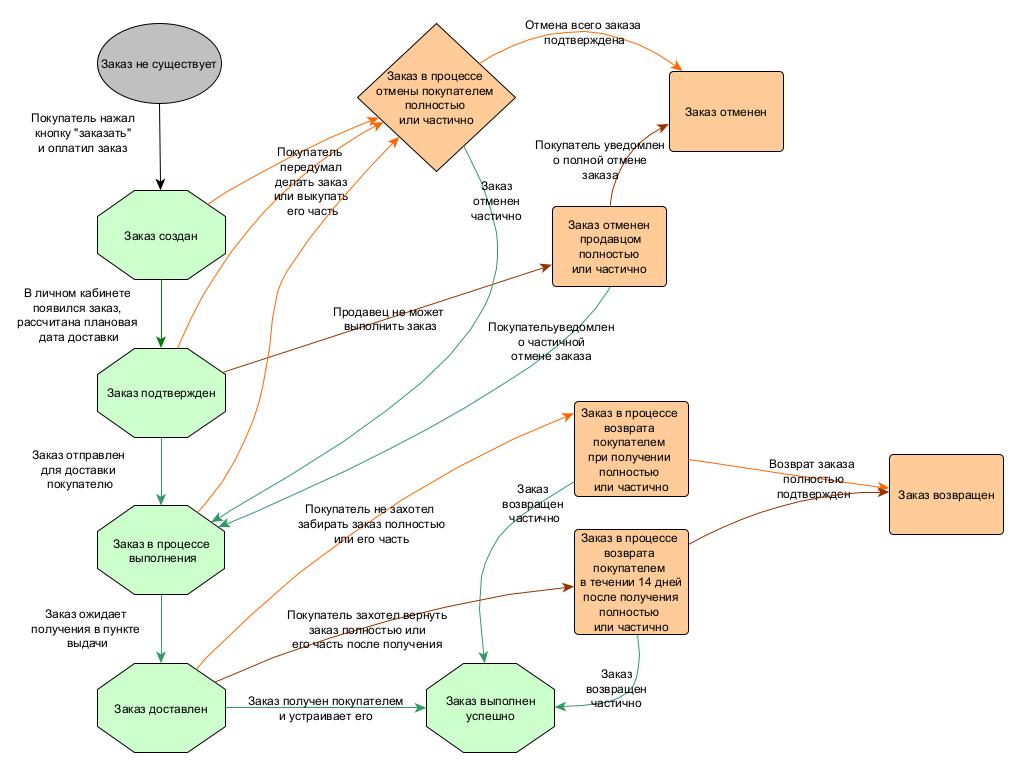 Заказ не существует
Покупатель нажал
кнопку "заказать"
и оплатил заказ
Заказ создан
В личном кабинете
появился заказ,
рассчитана плановая
дата доставки
Заказ подтвержден
Заказ отправлен
для доставки
покупателю
Заказ в процессе
выполнения
Заказ ожидает
получения в пункте
выдачи
Заказ доставлен
Заказ в процессе
отмены покупателем
полностью
или частично
Покупатель
передумал
делать заказ
или выкупать
его часть
Отмена всего заказа
подтверждена
Заказ отменен
Заказ
отменен
частично
Покупатель уведомлен
о полной отмене
заказа
Заказ отменен
продавцом
полностью
или частично
Продавец не может
выполнить заказ
Покупательуведомлен
о частичной
отмене заказа
Заказ в процессе
возврата
покупателем
при получении
полностью
или частично
Возврат заказа
полностью
подтвержден
Заказ возвращен
Заказ
возвращен
частично
Покупатель не захотел
забирать заказ полностью
или его часть
Заказ в процессе
возврата
покупателем
в течении 14 дней
после получения
полностью
или частично
Покупатель захотел вернуть
заказ полностью или
его часть после получения
Заказ
возвращен
частично
Заказ получен покупателем
и устраивает его
Заказ выполнен
успешно